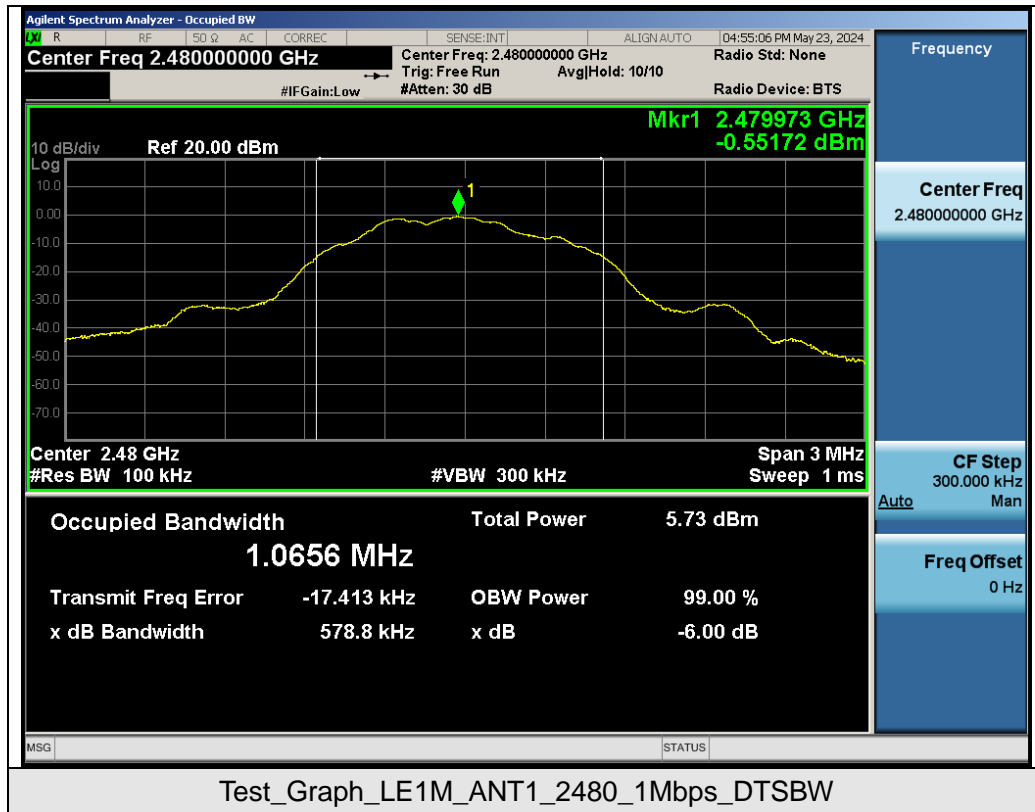 Agilent Spectrum Analyzer - Occupied BW
LXI R RF 50 Ω AC CORREC SENSE:INT ALIGN AUTO 04:55:06 PM May 23, 2024
Center Freq 2.480000000 GHz
Center Freq: 2.480000000 GHz Radio Std: None
Trig: Free Run Avg|Hold: 10/10
#IFGain:Low #Atten: 30 dB Radio Device: BTS
Frequency
Mkr1 2.479973 GHz
-0.55172 dBm
10 dB/div Ref 20.00 dBm
Log
10.0
0.00
-10.0
-20.0
-30.0
-40.0
-50.0
-60.0
-70.0
1
Center 2.48 GHz Span 3 MHz
#Res BW 100 kHz #VBW 300 kHz Sweep 1 ms
Center Freq
2.480000000 GHz
CF Step
300.000 kHz
Auto Man
Freq Offset
0 Hz
Occupied Bandwidth Total Power 5.73 dBm
1.0656 MHz
Transmit Freq Error -17.413 kHz OBW Power 99.00 %
x dB Bandwidth 578.8 kHz x dB -6.00 dB
MSG STATUS
Test_Graph_LE1M_ANT1_2480_1Mbps_DTSBW